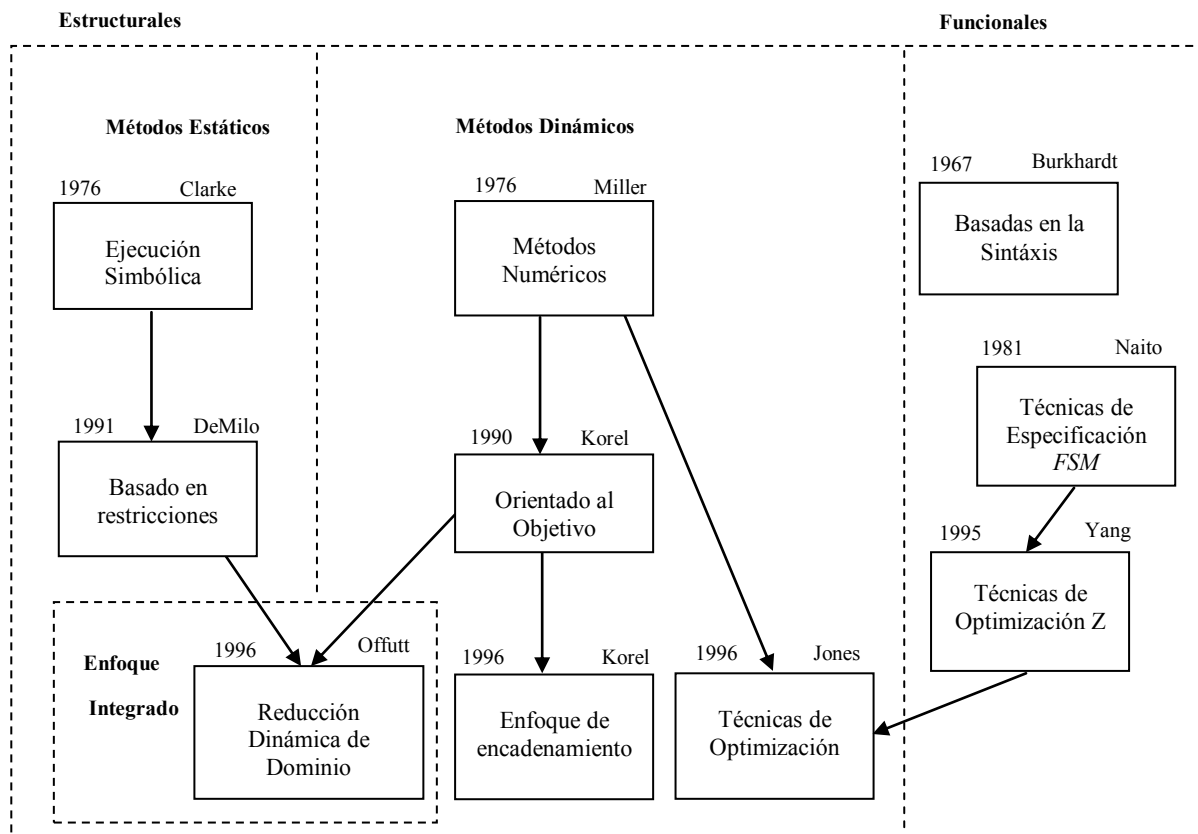 Estructurales
Funcionales
Métodos Estáticos
Métodos Dinámicos
1976 Clarke
Ejecución
Simbólica
1976 Miller
Métodos
Numéricos
1967 Burkhardt
Basadas en la
Sintáxis
1981 Naito
Técnicas de
Especificación
FSM
1991 DeMilo
Basado en
restricciones
1990 Korel
Orientado al
Objetivo
1995 Yang
Técnicas de
Optimización Z
Enfoque
Integrado
1996 Offutt
Reducción
Dinámica de
Dominio
1996 Korel
Enfoque de
encadenamiento
1996 Jones
Técnicas de
Optimización